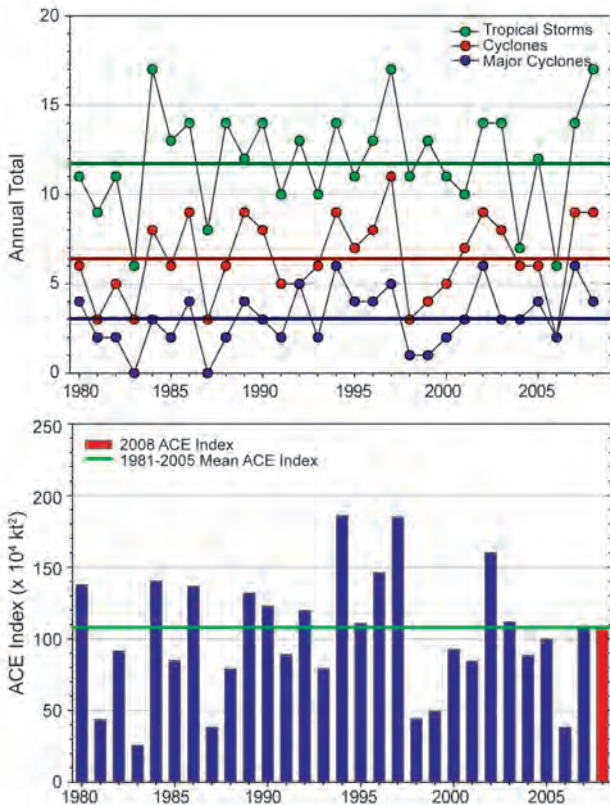 20
Tropical Storms
Cyclones
Major Cyclones
15
10
5
0
Annual Total
1980 1985 1990 1995 2000 2005
250
2008 ACE Index
1981-2005 Mean ACE Index
200
150
100
50
0
ACE Index (x 10⁴ kt²)
1980 1985 1990 1995 2000 2005